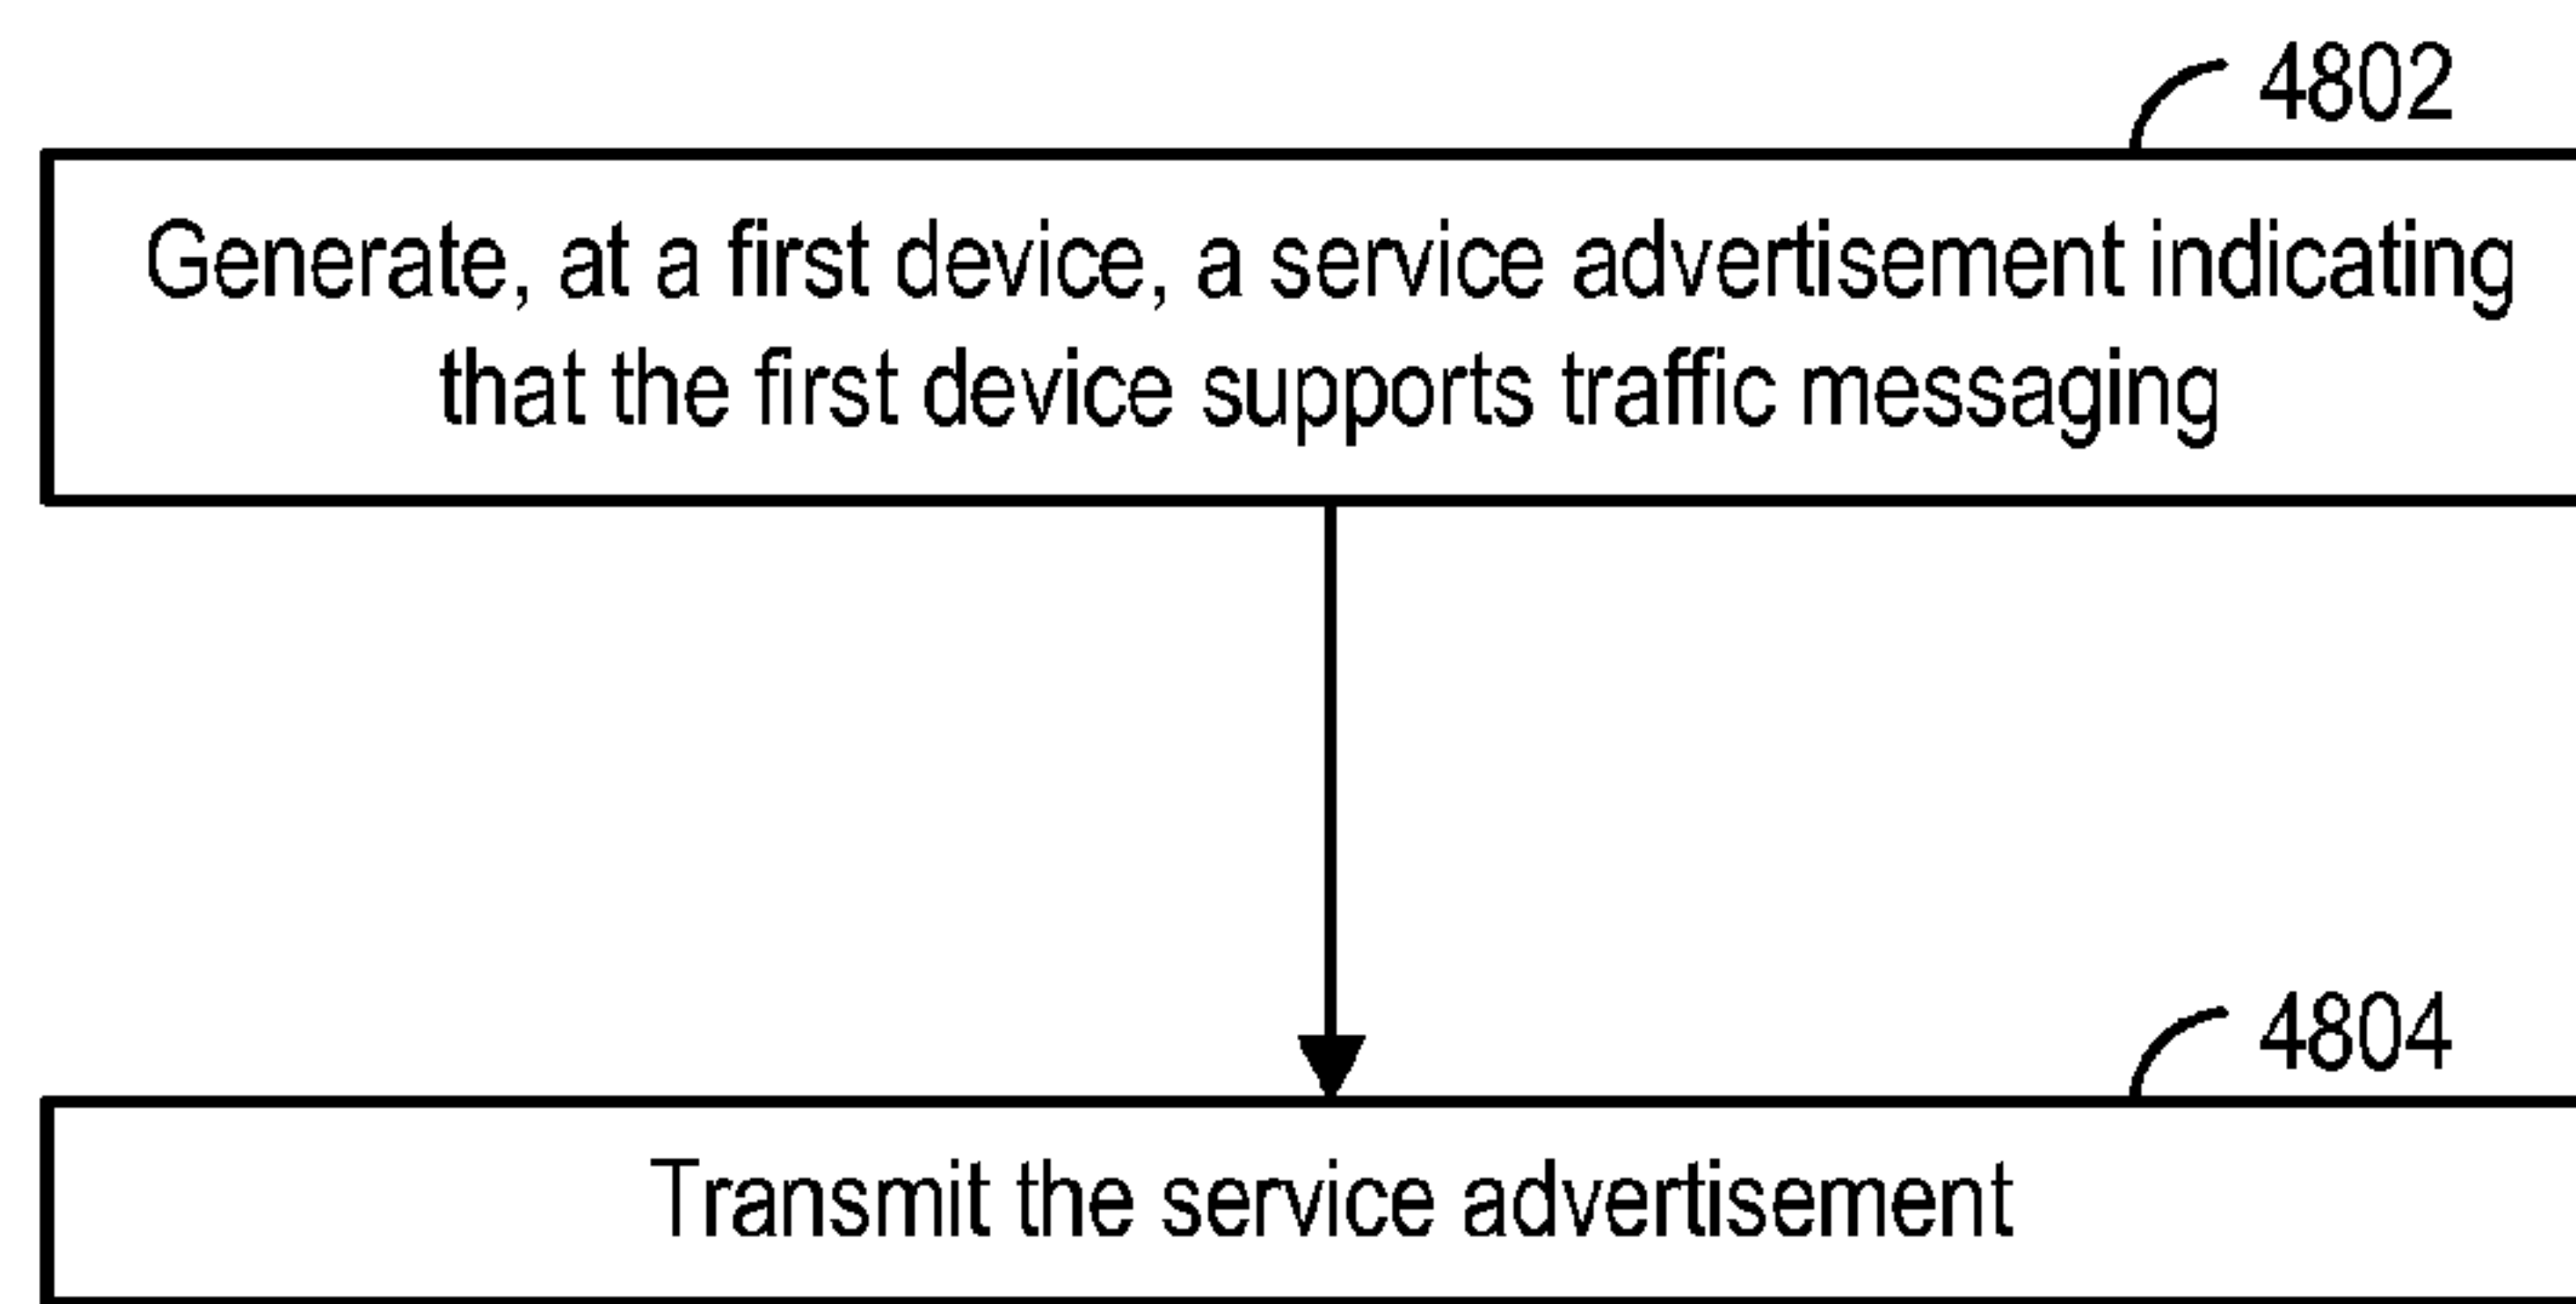 4802
Generate, at a first device, a service advertisement indicating
that the first device supports traffic messaging
4804
Transmit the service advertisement